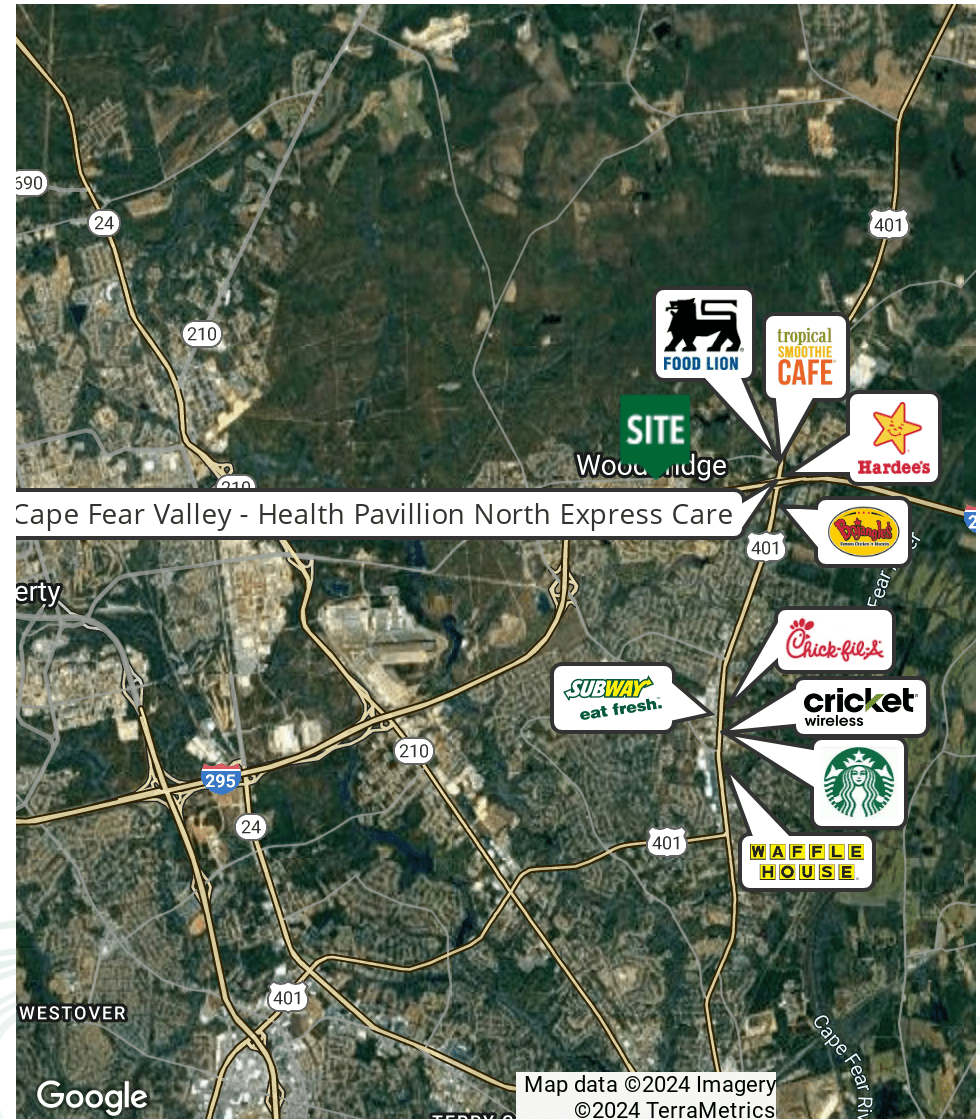 690
24
401
210
FOOD LION
tropical
SMOOTHIE
CAFE
SITE
Hardee's
210
Cape Fear Valley - Health Pavillion North Express Care
Bojangles
401
erty
Chick-fil-A
SUBWAY
eat fresh.
cricket
wireless
210
295
24
401
WAFFLE
HOUSE
401
WESTOVER
Cape Fear Riv
Google
Map data ©2024 Imagery
©2024 TerraMetrics